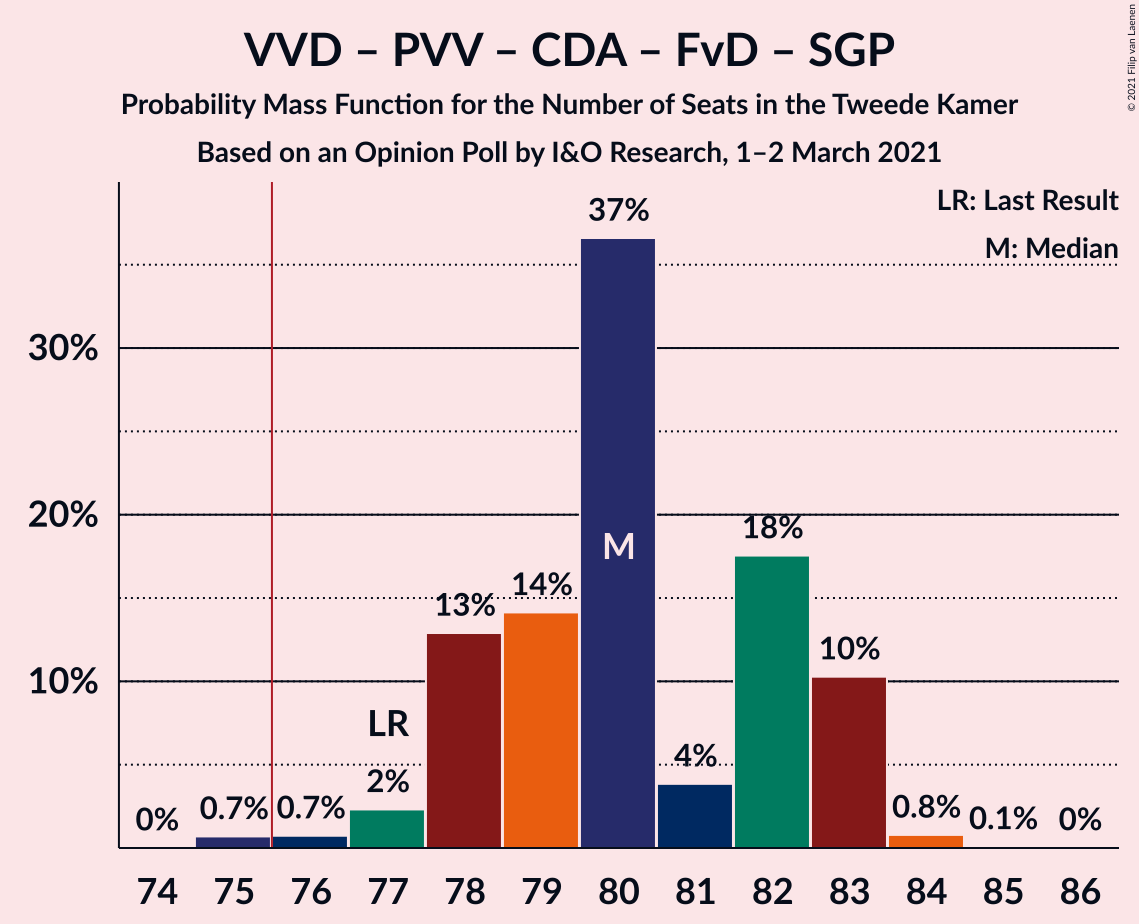 VVD – PVV – CDA – FvD – SGP
Probability Mass Function for the Number of Seats in the Tweede Kamer
Based on an Opinion Poll by I&O Research, 1–2 March 2021
© 2021 Filip van Laenen
LR: Last Result
M: Median
37%
30%
20%
18%
M
14%
13%
10%
10%
LR
4%
2%
0%
0.7%
0.7%
0.8%
0.1%
0%
74 75 76 77 78 79 80 81 82 83 84 85 86